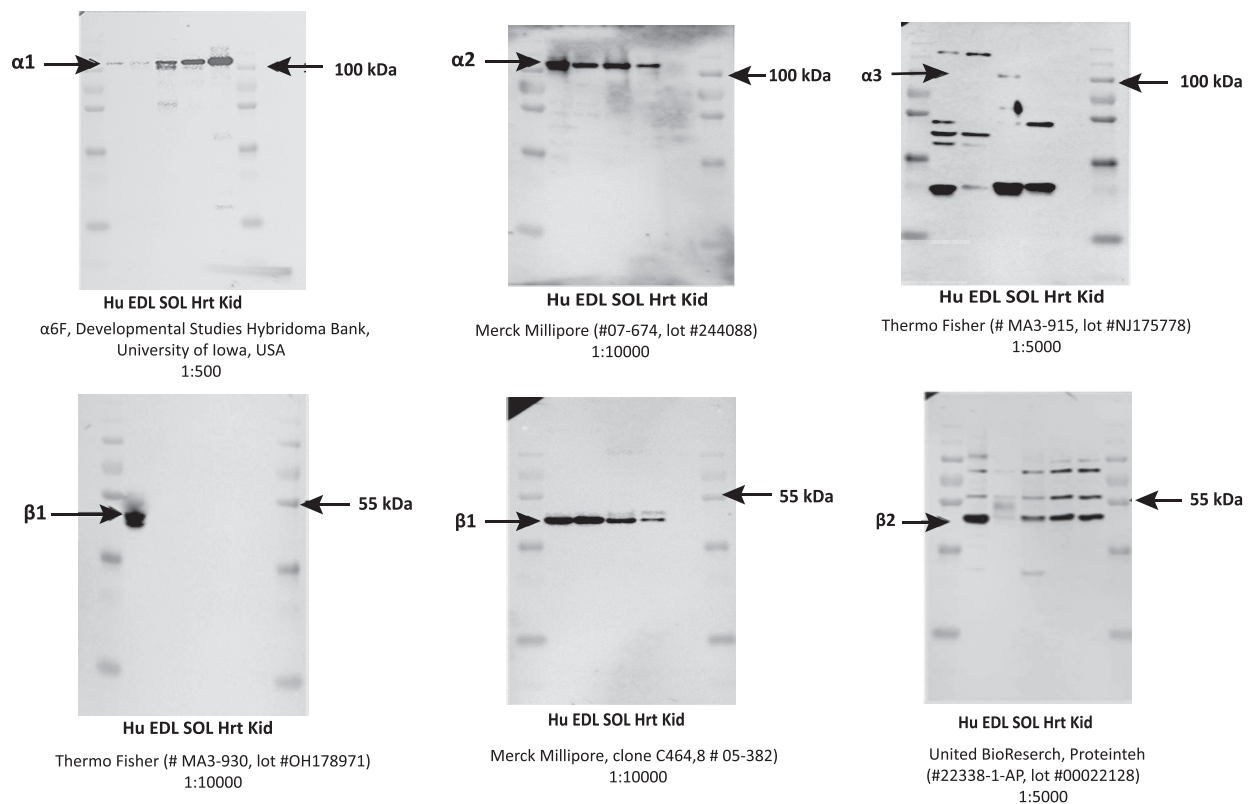 α1
100 kDa
Hu EDL SOL Hrt Kid
α6F, Developmental Studies Hybridoma Bank,
University of Iowa, USA
1:500
α2
100 kDa
Hu EDL SOL Hrt Kid
Merck Millipore (#07-674, lot #244088)
1:10000
α3
100 kDa
Hu EDL SOL Hrt Kid
Thermo Fisher (# MA3-915, lot #NJ175778)
1:5000
β1
55 kDa
Hu EDL SOL Hrt Kid
Thermo Fisher (# MA3-930, lot #OH178971)
1:10000
β1
55 kDa
Hu EDL SOL Hrt Kid
Merck Millipore, clone C464,8 # 05-382)
1:10000
β2
55 kDa
Hu EDL SOL Hrt Kid
United BioReserch, Proteinteh
(#22338-1-AP, lot #00022128)
1:5000